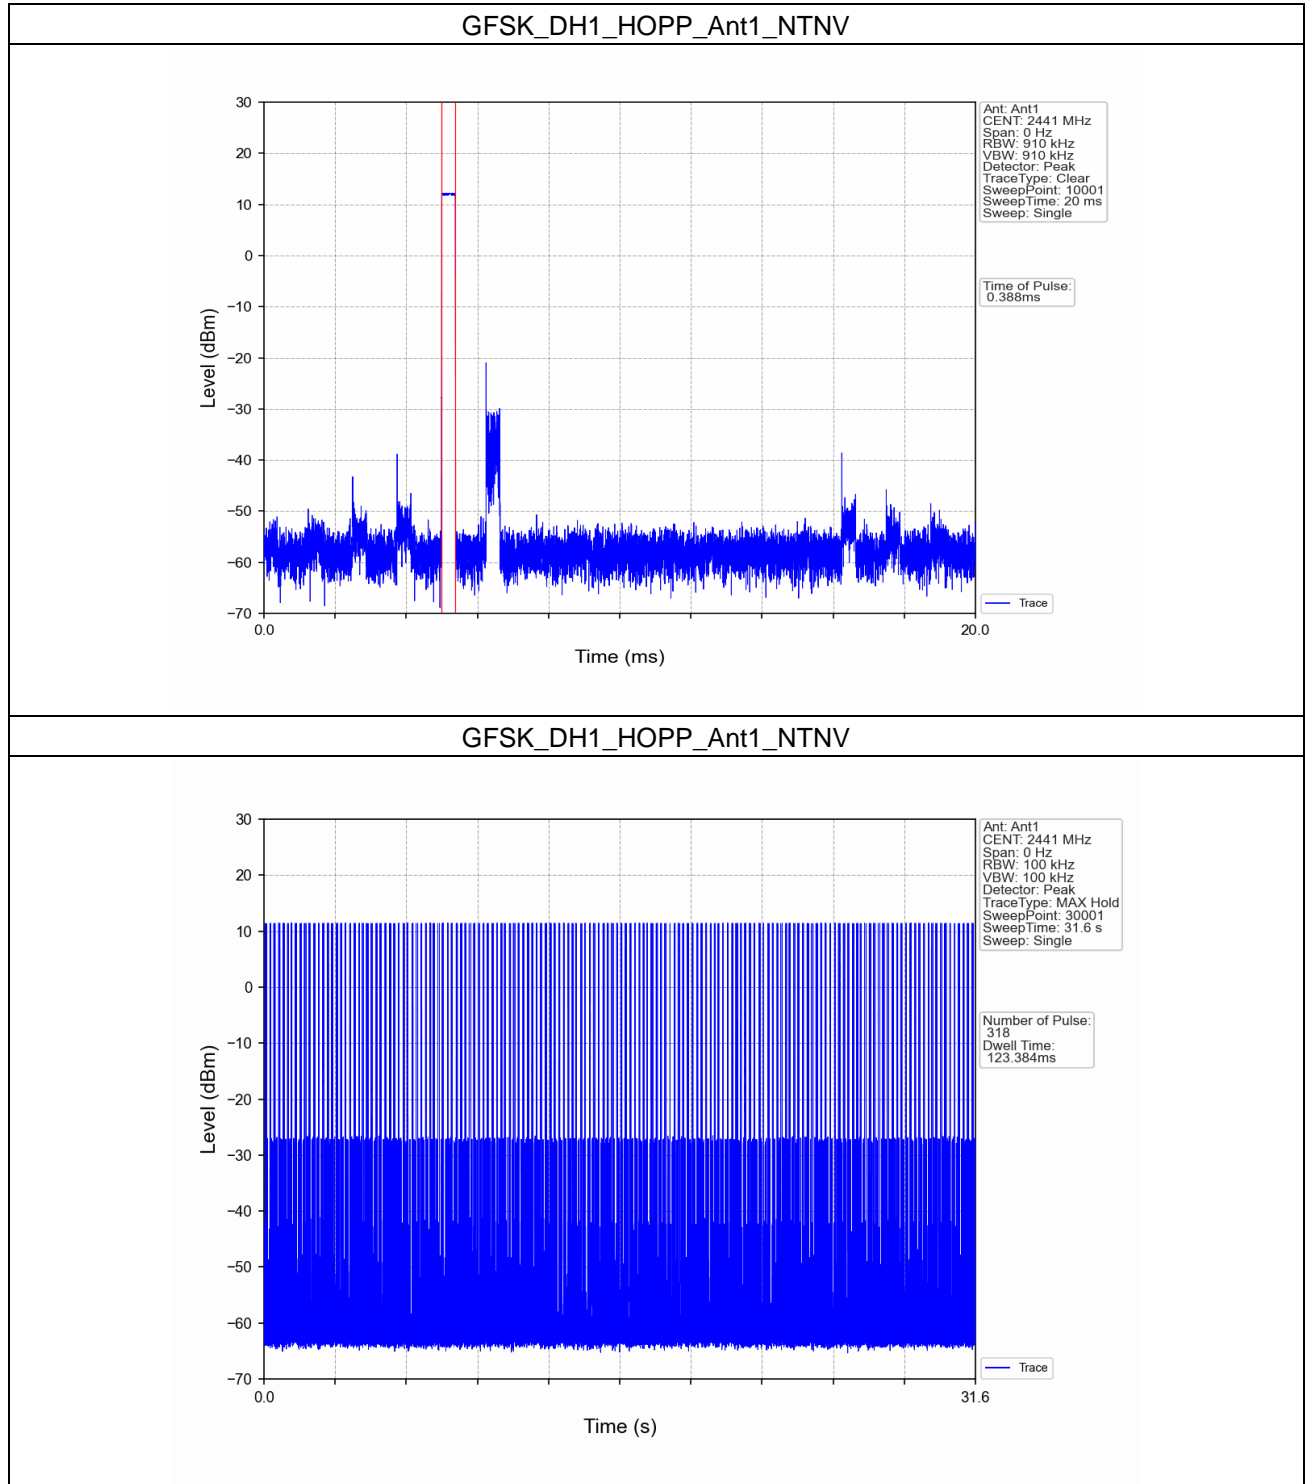 GFSK_DH1_HOPP_Ant1_NTNV
30
20
10
0
−10
−20
−30
−40
−50
−60
−70
Level (dBm)
0.0
20.0
Time (ms)
Ant: Ant1
CENT: 2441 MHz
Span: 0 Hz
RBW: 910 kHz
VBW: 910 kHz
Detector: Peak
TraceType: Clear
SweepPoint: 10001
SweepTime: 20 ms
Sweep: Single
Time of Pulse:
0.388ms
Trace
GFSK_DH1_HOPP_Ant1_NTNV
30
20
10
0
−10
−20
−30
−40
−50
−60
−70
Level (dBm)
0.0
31.6
Time (s)
Ant: Ant1
CENT: 2441 MHz
Span: 0 Hz
RBW: 100 kHz
VBW: 100 kHz
Detector: Peak
TraceType: MAX Hold
SweepPoint: 30001
SweepTime: 31.6 s
Sweep: Single
Number of Pulse:
318
Dwell Time:
123.384ms
Trace